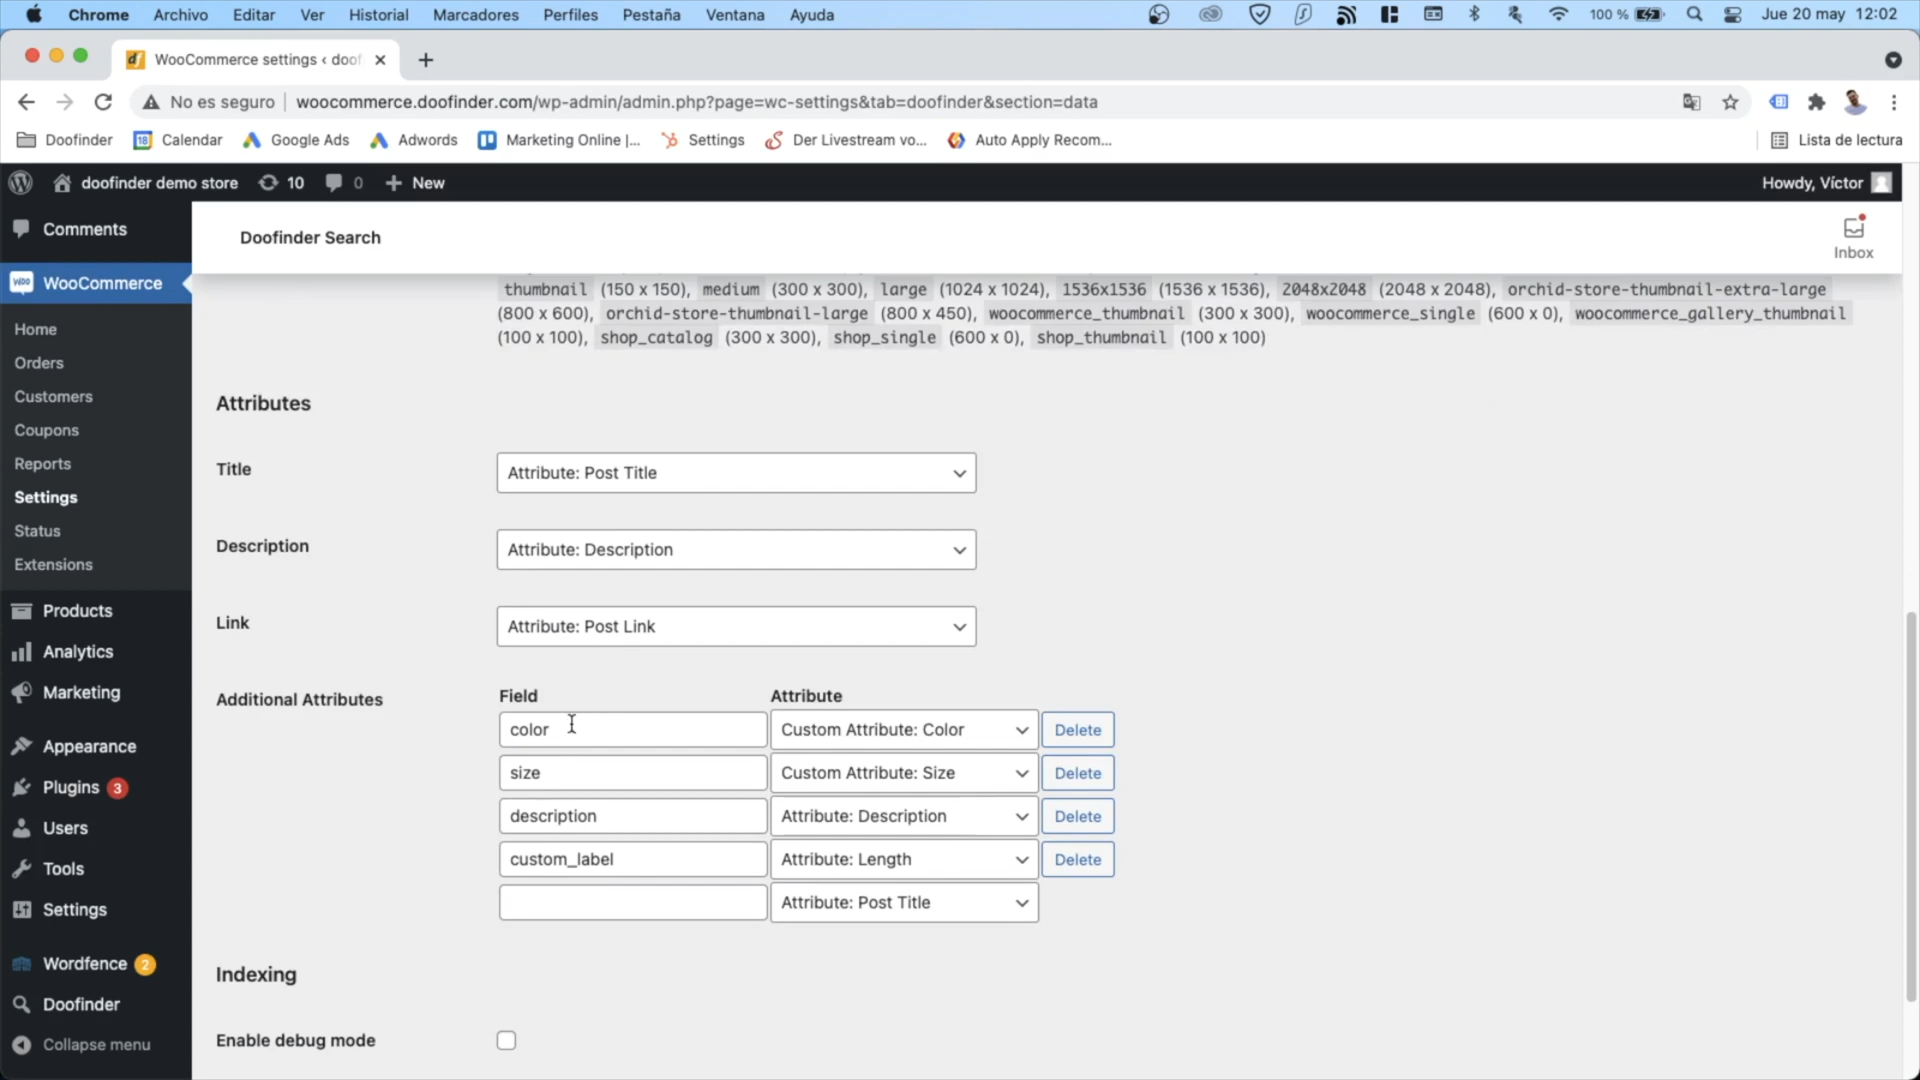 Chrome Archivo Editar Ver Historial Marcadores Perfiles Pestaña Ventana Ayuda 100 % Jue 20 may 12:02
WooCommerce settings ‹ doof
No es seguro woocommerce.doofinder.com/wp-admin/admin.php?page=wc-settings&tab=doofinder&section=data
Doofinder Calendar Google Ads Adwords Marketing Online |... Settings Der Livestream vo... Auto Apply Recom... Lista de lectura
doofinder demo store 10 0 New Howdy, Víctor
Comments
WooCommerce
Home
Orders
Customers
Coupons
Reports
Settings
Status
Extensions
Products
Analytics
Marketing
Appearance
Plugins 3
Users
Tools
Settings
Wordfence 2
Doofinder
Collapse menu
Doofinder Search
Inbox
thumbnail (150 x 150), medium (300 x 300), large (1024 x 1024), 1536x1536 (1536 x 1536), 2048x2048 (2048 x 2048), orchid-store-thumbnail-extra-large
(800 x 600), orchid-store-thumbnail-large (800 x 450), woocommerce_thumbnail (300 x 300), woocommerce_single (600 x 0), woocommerce_gallery_thumbnail
(100 x 100), shop_catalog (300 x 300), shop_single (600 x 0), shop_thumbnail (100 x 100)
Attributes
Title Attribute: Post Title
Description Attribute: Description
Link Attribute: Post Link
Additional Attributes Field Attribute
color Custom Attribute: Color Delete
size Custom Attribute: Size Delete
description Attribute: Description Delete
custom_label Attribute: Length Delete
Attribute: Post Title
Indexing
Enable debug mode